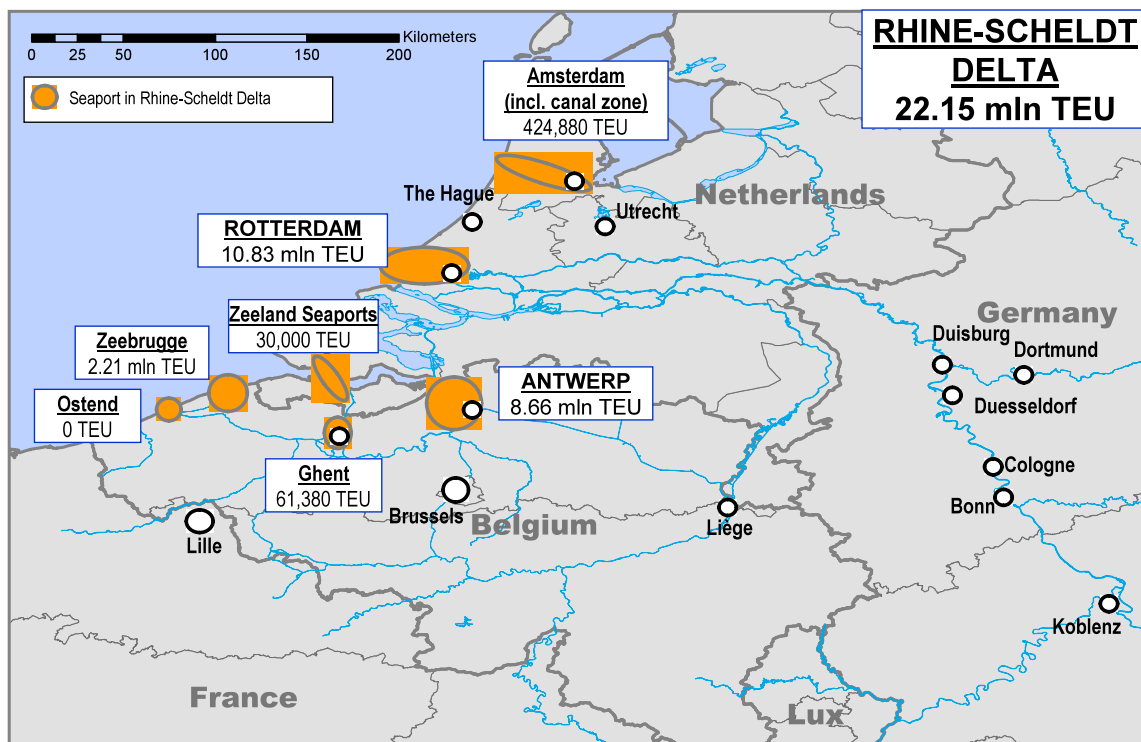 Kilometers
0 25 50 100 150 200
Seaport in Rhine-Scheldt Delta
RHINE-SCHELDT
DELTA
22.15 mln TEU
Amsterdam
(incl. canal zone)
424,880 TEU
The Hague
Utrecht
Netherlands
ROTTERDAM
10.83 mln TEU
Zeeland Seaports
30,000 TEU
Zeebrugge
2.21 mln TEU
Ostend
0 TEU
ANTWERP
8.66 mln TEU
Ghent
61,380 TEU
Germany
Duisburg
Dortmund
Duesseldorf
Cologne
Bonn
Brussels
Belgium
Liége
Lille
Koblenz
France
Lux